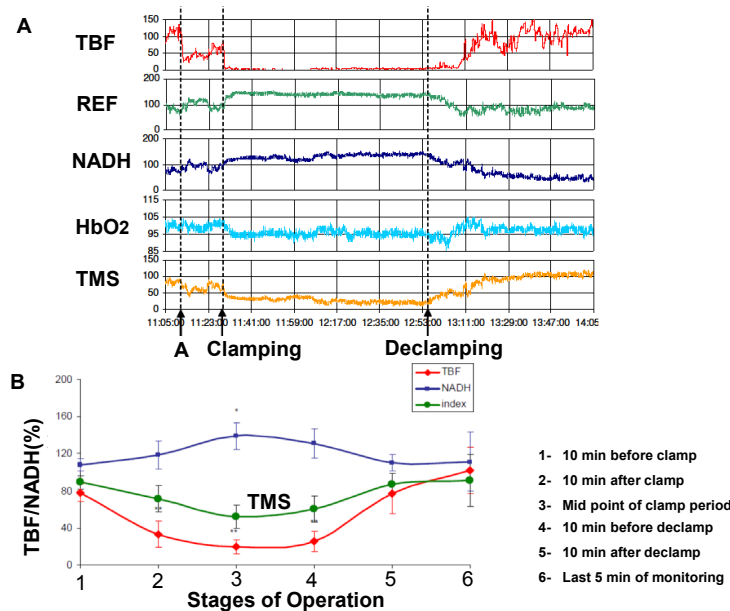 A
TBF
150
100
50
0
REF
200
100
0
NADH
200
100
0
HbO2
115
105
95
85
TMS
150
100
50
0
11:05:00 11:23:00 11:41:00 11:59:00 12:17:00 12:35:00 12:53:00 13:11:00 13:29:00 13:47:00 14:05
A Clamping Declamping
B
TBF
NADH
index
TBF/NADH(%)
200
160
120
80
40
0
*
**
TMS
**
**
1 2 3 4 5 6
Stages of Operation
1- 10 min before clamp
2- 10 min after clamp
3- Mid point of clamp period
4- 10 min before declamp
5- 10 min after declamp
6- Last 5 min of monitoring